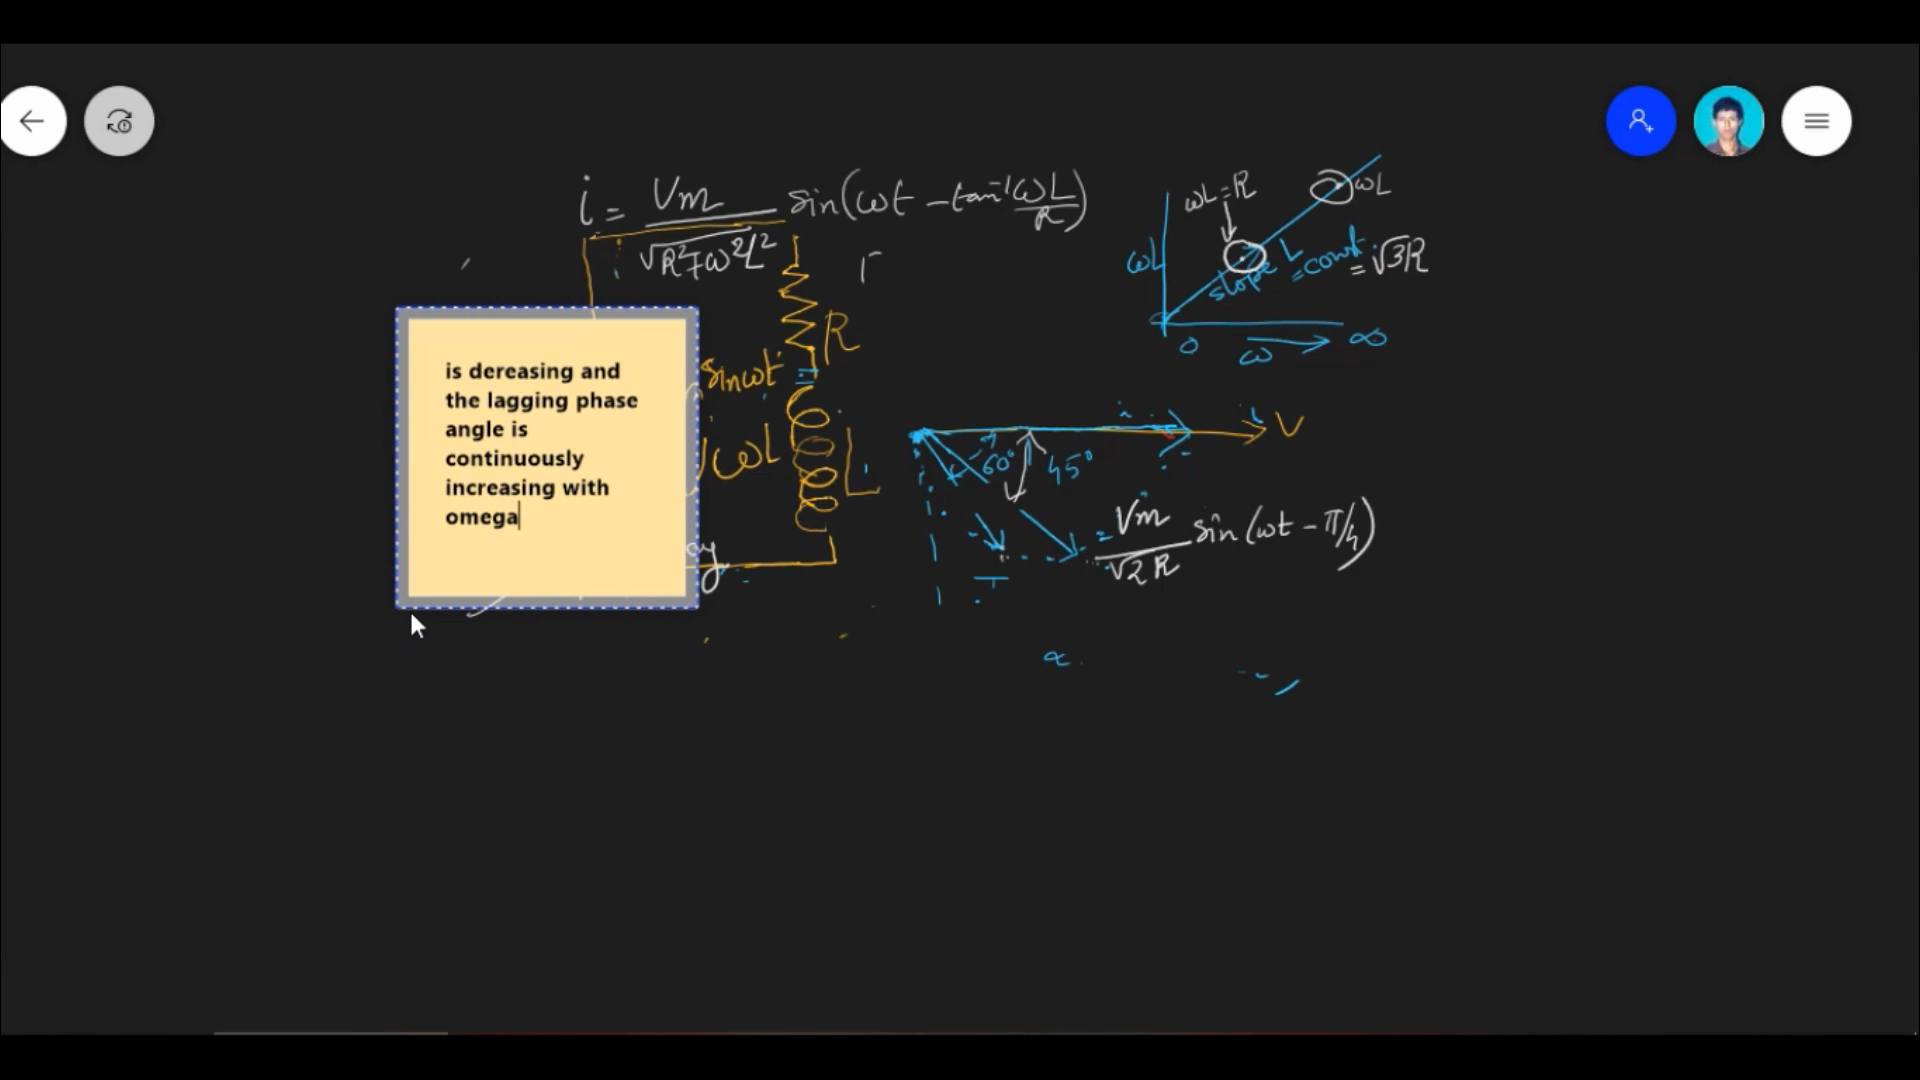 i = Vm / √R²+ω²L² sin(ωt – tan⁻¹ ωL/R)
ωL = R
ωL
ωL
slope L
= const
= √3R
0
ω
∞
R
sinωt
jωL
L
is dereasing and
the lagging phase
angle is
continuously
increasing with
omega
i
V
60°
45°
= Vm / √2 R sin(ωt – π/4)